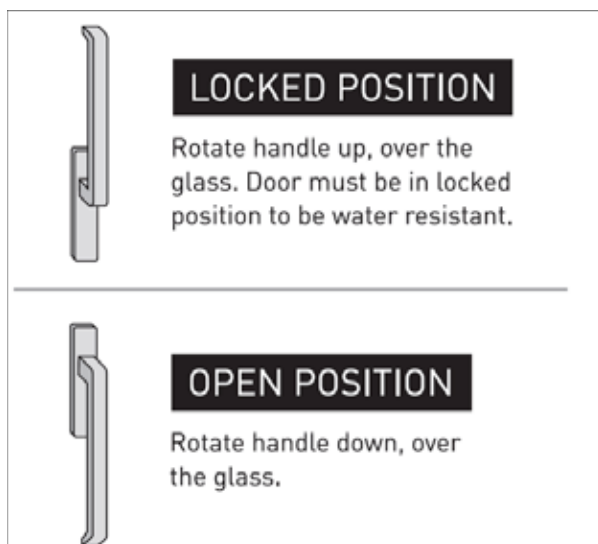 LOCKED POSITION
Rotate handle up, over the
glass. Door must be in locked
position to be water resistant.
OPEN POSITION
Rotate handle down, over
the glass.